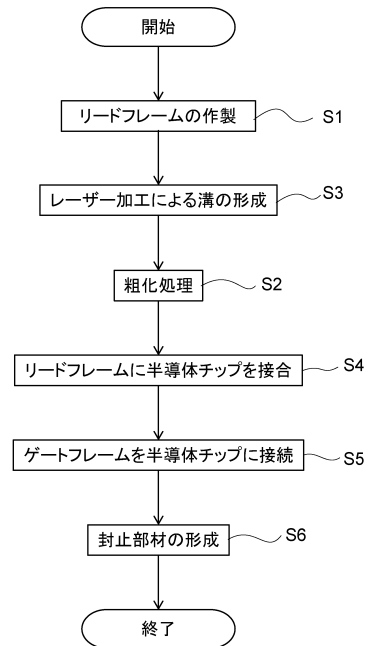 開始
リードフレームの作製
S1
レーザー加工による溝の形成
S3
粗化処理
S2
リードフレームに半導体チップを接合
S4
ゲートフレームを半導体チップに接続
S5
封止部材の形成
S6
終了